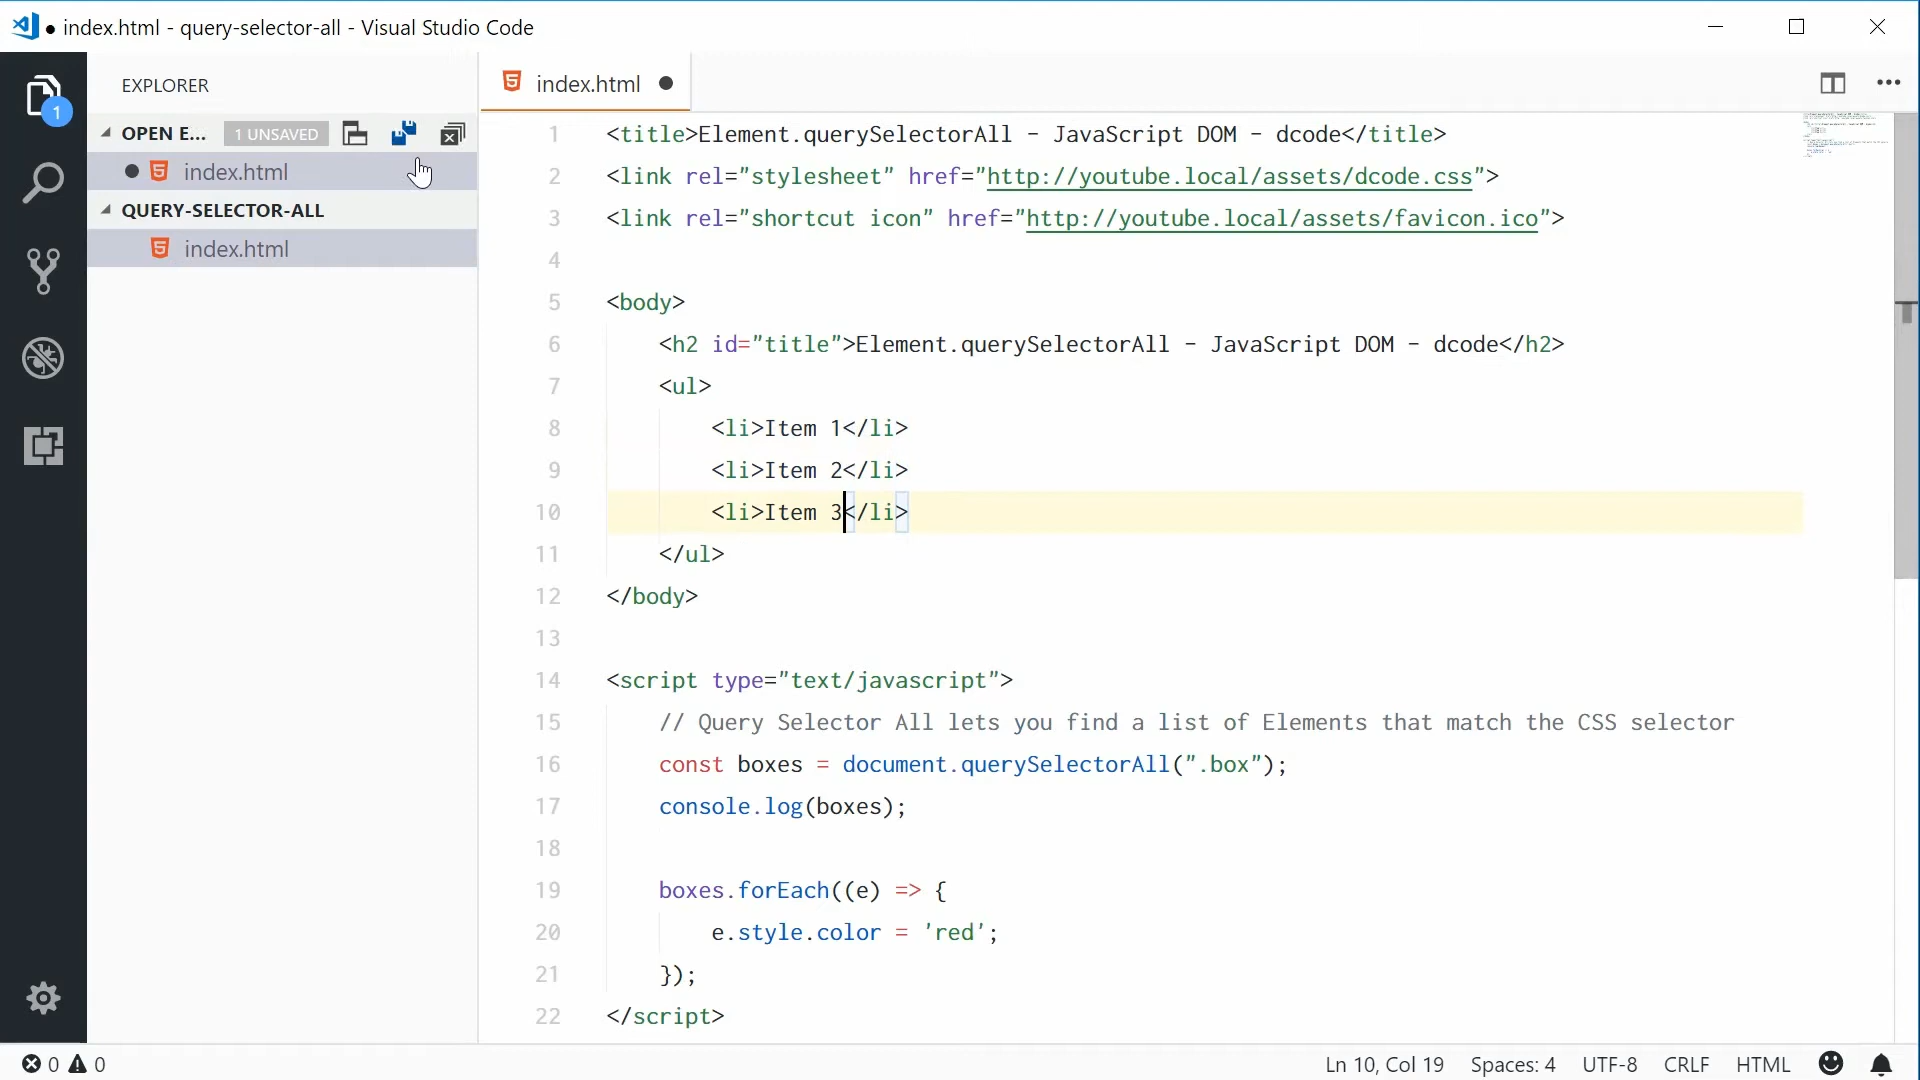 index.html - query-selector-all - Visual Studio Code
EXPLORER
OPEN E... 1 UNSAVED
index.html
QUERY-SELECTOR-ALL
index.html
1
index.html
1 <title>Element.querySelectorAll - JavaScript DOM - dcode</title>
2 <link rel="stylesheet" href="http://youtube.local/assets/dcode.css">
3 <link rel="shortcut icon" href="http://youtube.local/assets/favicon.ico">
4
5 <body>
6     <h2 id="title">Element.querySelectorAll - JavaScript DOM - dcode</h2>
7     <ul>
8         <li>Item 1</li>
9         <li>Item 2</li>
10         <li>Item 3</li>
11     </ul>
12 </body>
13
14 <script type="text/javascript">
15     // Query Selector All lets you find a list of Elements that match the CSS selector
16     const boxes = document.querySelectorAll(".box");
17     console.log(boxes);
18
19     boxes.forEach((e) => {
20         e.style.color = 'red';
21     });
22 </script>
0 0 Ln 10, Col 19 Spaces: 4 UTF-8 CRLF HTML